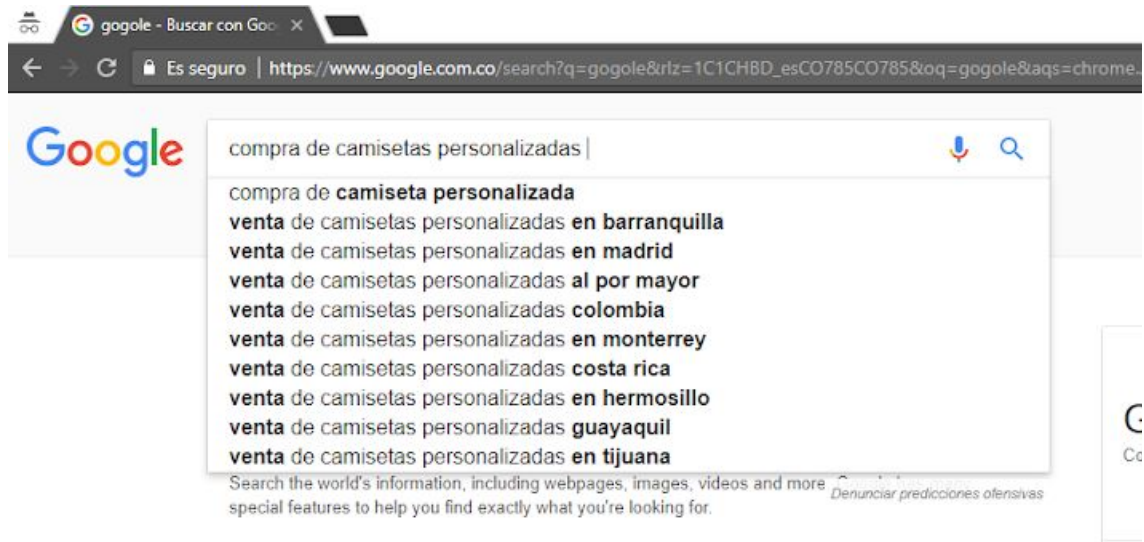 gogole - Buscar con Goo
Es seguro | https://www.google.com.co/search?q=gogole&rlz=1C1CHBD_esCO785CO785&oq=gogole&aqs=chrome..
Google
compra de camisetas personalizadas
compra de camiseta personalizada
venta de camisetas personalizadas en barranquilla
venta de camisetas personalizadas en madrid
venta de camisetas personalizadas al por mayor
venta de camisetas personalizadas colombia
venta de camisetas personalizadas en monterrey
venta de camisetas personalizadas costa rica
venta de camisetas personalizadas en hermosillo
venta de camisetas personalizadas guayaquil
venta de camisetas personalizadas en tijuana
Search the world's information, including webpages, images, videos and more
Denunciar predicciones ofensivas
special features to help you find exactly what you're looking for.
G
Co